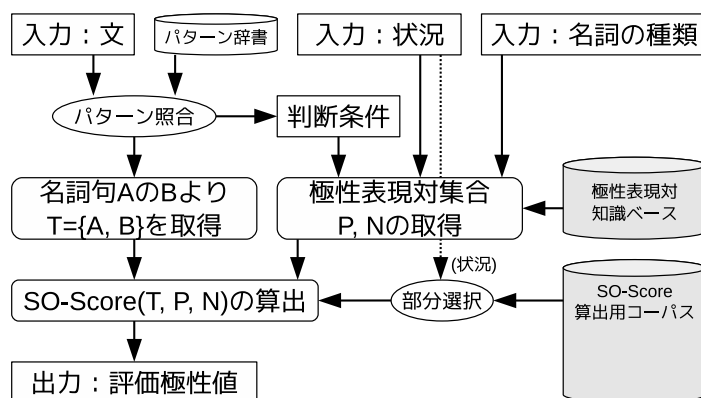 入力：文
パターン辞書
入力：状況
入力：名詞の種類
パターン照合
判断条件
名詞句AのBより
T={A, B}を取得
極性表現対集合
P, Nの取得
極性表現対
知識ベース
(状況)
SO-Score(T, P, N)の算出
部分選択
SO-Score
算出用コーパス
出力：評価極性値